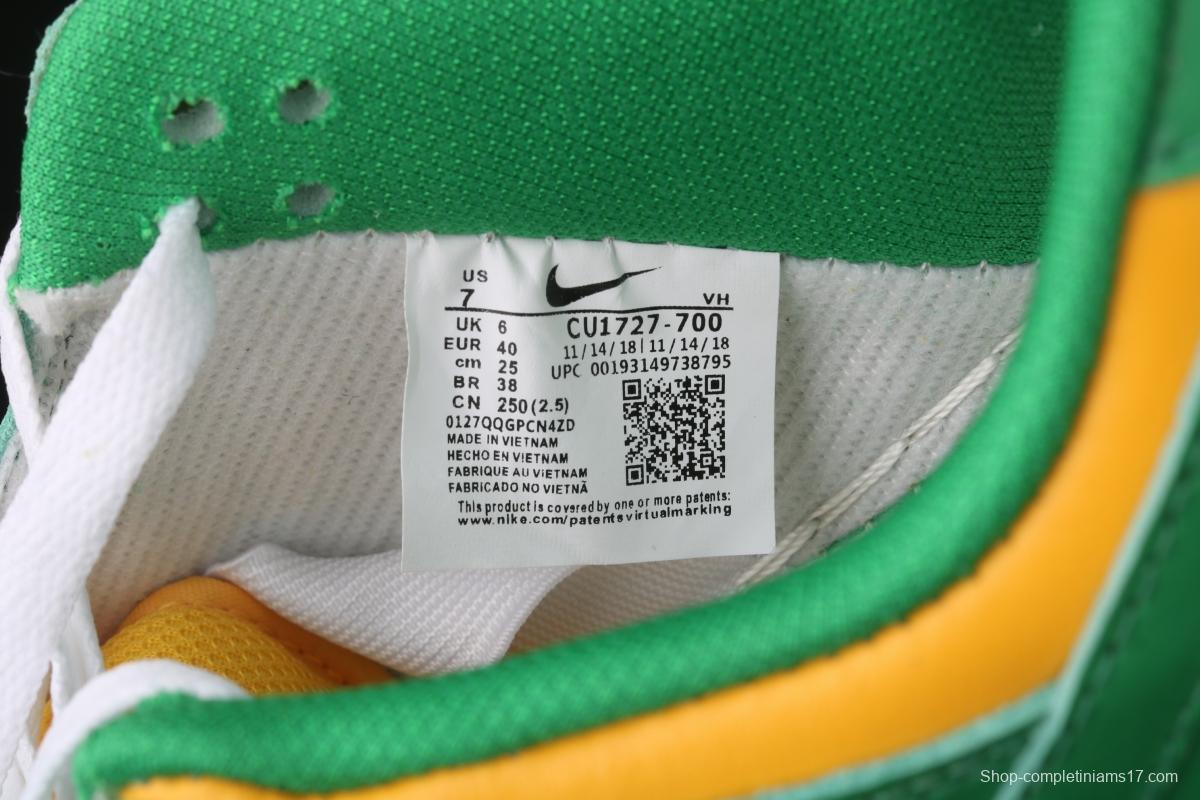 US
7
VH
UK 6
CU1727-700
EUR 40
11/14/18|11/14/18
cm 25
UPC 00193149738795
BR 38
CN 250(2.5)
0127QQGPCN4ZD
MADE IN VIETNAM
HECHO EN VIETNAM
FABRIQUE AU VIETNAM
FABRICADO NO VIETNÃ
This product is covered by one or more patents:
www.nike.com/patentsvirtualmarking
Shop-completiniams17.com